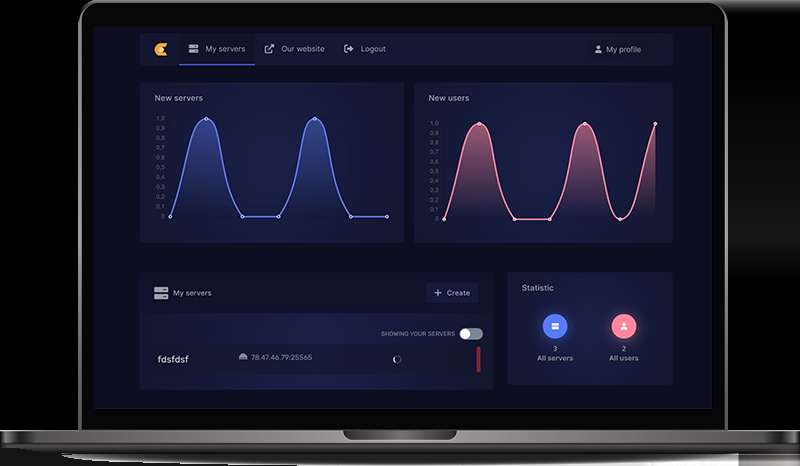 My servers
Our website
Logout
My profile
New servers
1,0
0,9
0,8
0,7
0,6
0,5
0,4
0,3
0,2
0,1
0
New users
1,0
0,9
0,8
0,7
0,6
0,5
0,4
0,3
0,2
0,1
0
My servers
+ Create
SHOWING YOUR SERVERS
fdsfdsf
78.47.46.79:25565
Statistic
3
All servers
2
All users